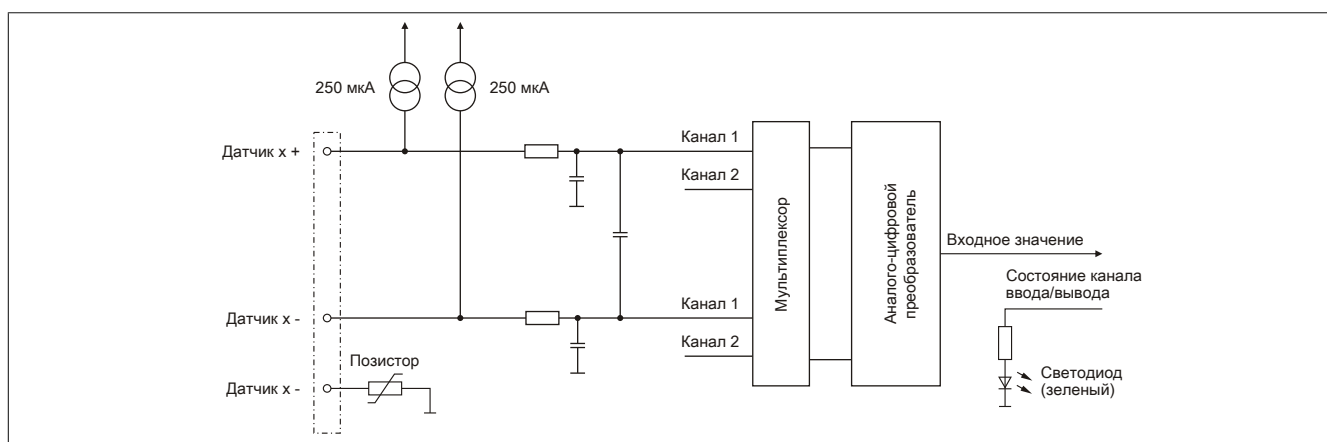 250 мкА
250 мкА
Датчик x +
Канал 1
Канал 2
Мультиплексор
Аналого-цифровой
преобразователь
Входное значение
Состояние канала
ввода/вывода
Датчик x -
Канал 1
Канал 2
Позистор
Датчик x -
Светодиод
(зеленый)